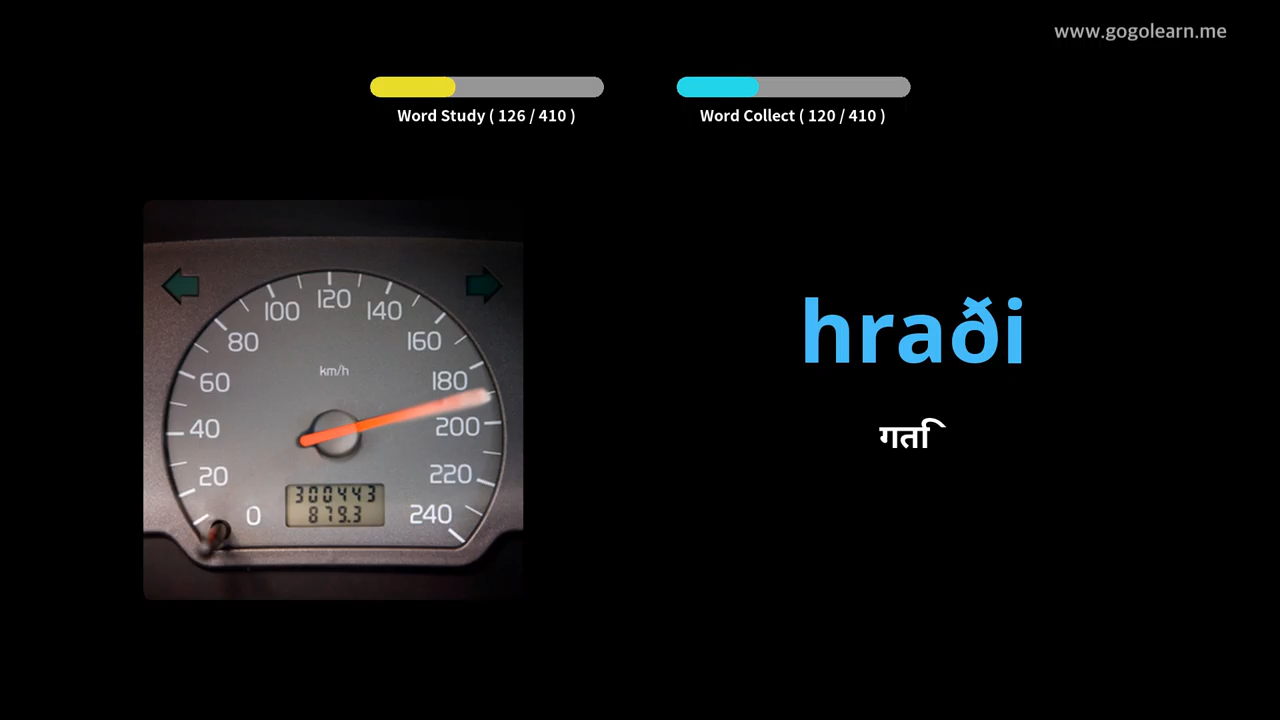 www.gogolearn.me
Word Study ( 126 / 410 )
Word Collect ( 120 / 410 )
hraði
गति
0
20
40
60
80
100
120
140
160
180
200
220
240
km/h
300443
879.3